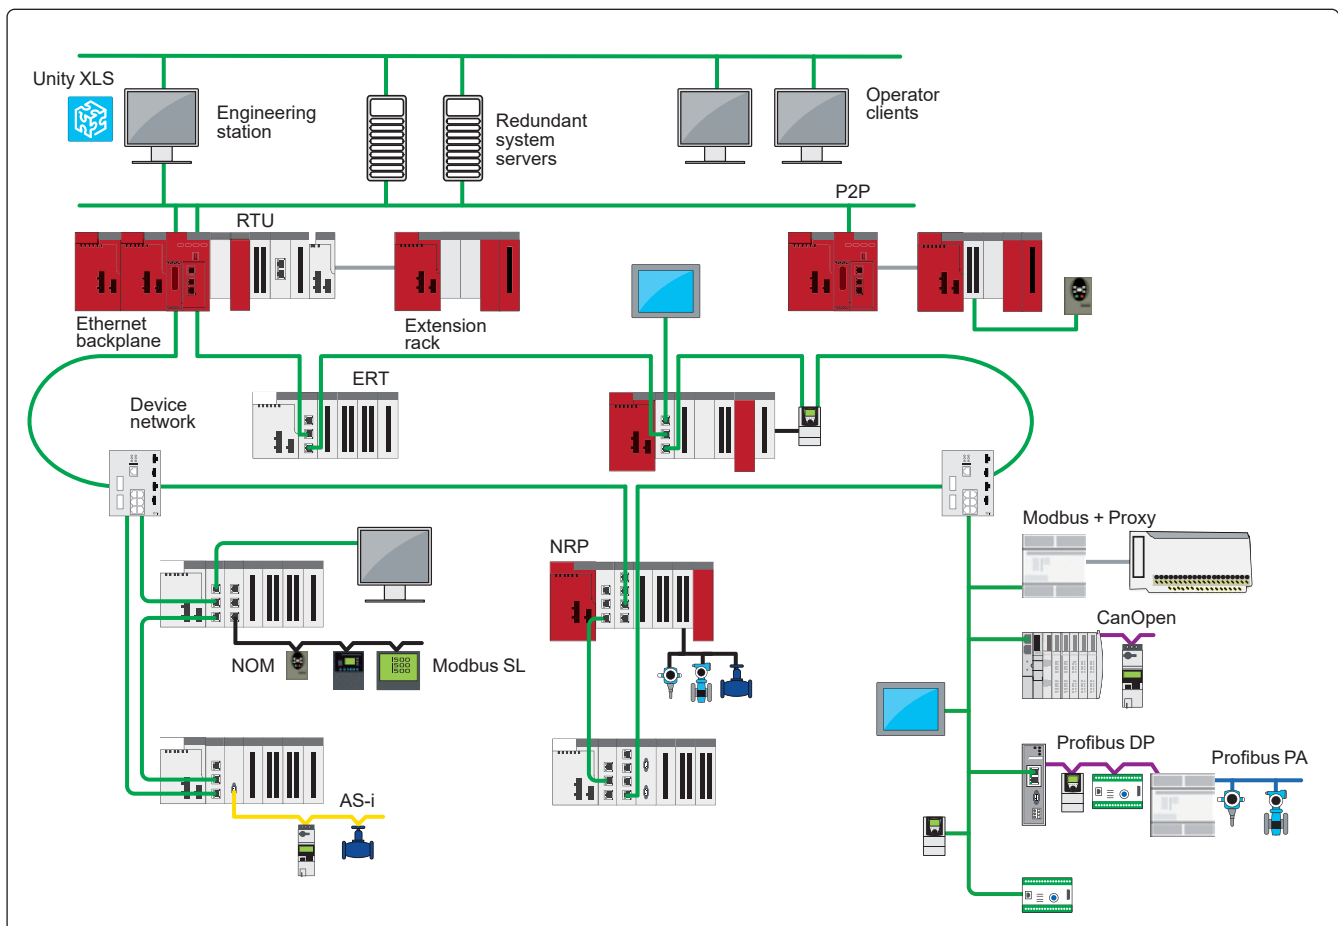 Unity XLS
Engineering
station
Redundant
system
servers
Operator
clients
P2P
RTU
Ethernet
backplane
Extension
rack
ERT
Device
network
Modbus + Proxy
NRP
CanOpen
NOM
1500
1500
1500
Modbus SL
Profibus DP
Profibus PA
AS-i